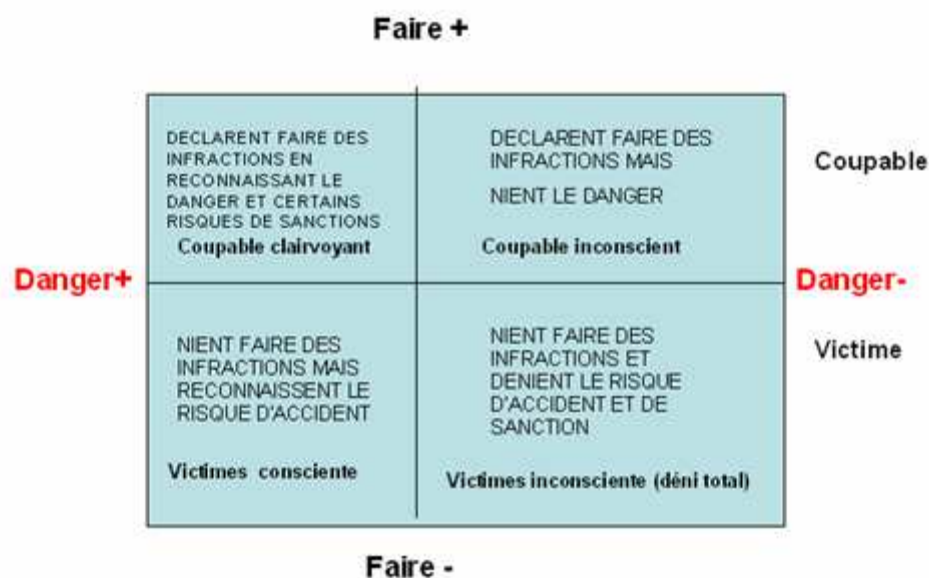 Faire +
DECLARENT FAIRE DES
INFRACTIONS EN
RECONNAISSANT LE
DANGER ET CERTAINS
RISQUES DE SANCTIONS
Coupable clairvoyant
DECLARENT FAIRE DES
INFRACTIONS MAIS
NIENT LE DANGER
Coupable inconscient
Coupable
Danger+
Danger-
NIENT FAIRE DES
INFRACTIONS MAIS
RECONNAISSENT LE
RISQUE D'ACCIDENT
Victimes consciente
NIENT FAIRE DES
INFRACTIONS ET
DENIENT LE RISQUE
D'ACCIDENT ET DE
SANCTION
Victimes inconsciente (déni total)
Victime
Faire -